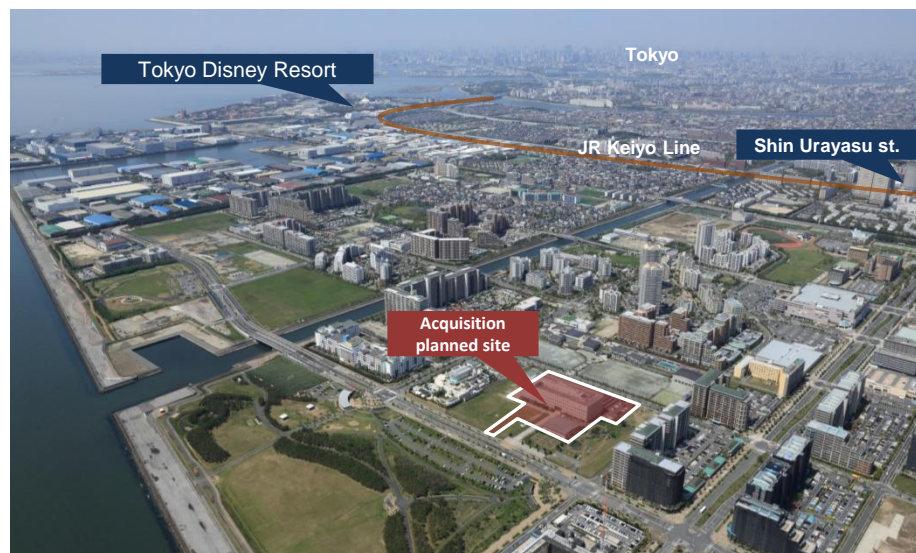 Tokyo
Tokyo Disney Resort
JR Keiyo Line
Shin Urayasu st.
Acquisition
planned site